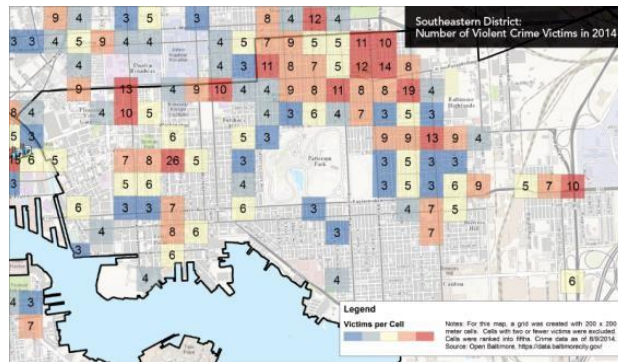 Southeastern District:
Number of Violent Crime Victims in 2014
9 4 3 5 3 8 4 12 4
3 3 4 5 9 4 4 4 5 7 9 5 5 11 10
4 4 4 3 11 8 7 5 12 14 8
9 13 4 9 10 4 4 9 8 11 8 8 19 4
8 4 4 10 5 4 3 6 4 7 3 5 3
5 3 6 5 3 9 9 13 9 4
15 6 5 7 8 26 5 3 3 5 3 3
3 5 6 4 3 5 3 6 9 5 7 10
6 3 3 7 6 3 4 7 5
4 8 6 4 7
3 6
4 4 6
4 3
7
Patterson
Park
Baltimore
Highlands
Canton
Legend
Victims per Cell
Notes: For this map, a grid was created with 200 x 200
meter cells. Cells with two or fewer victims were excluded.
Cells were ranked into fifths. Crime data as of 8/9/2014.
Source: Open Baltimore, https://data.baltimorecity.gov/